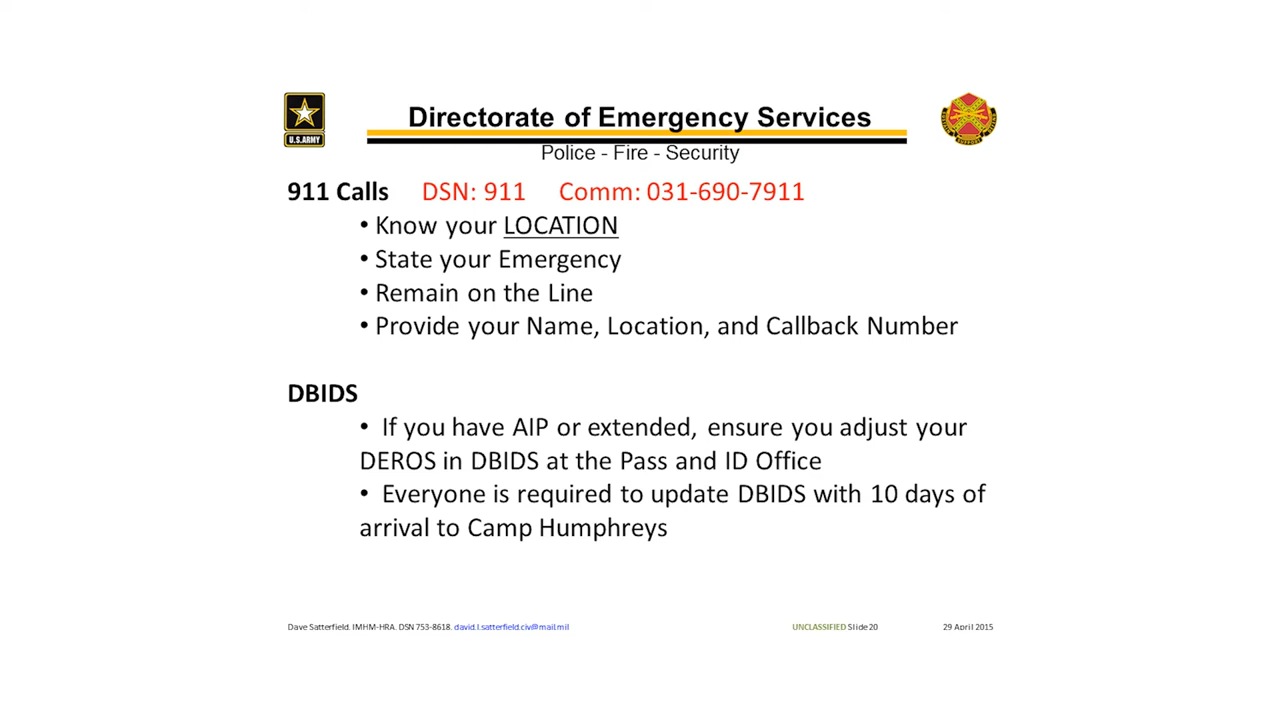 Directorate of Emergency Services
U.S.ARMY
SUPPORT
Police - Fire - Security
911 Calls DSN: 911 Comm: 031-690-7911
• Know your LOCATION
• State your Emergency
• Remain on the Line
• Provide your Name, Location, and Callback Number
DBIDS
• If you have AIP or extended, ensure you adjust your
DEROS in DBIDS at the Pass and ID Office
• Everyone is required to update DBIDS with 10 days of
arrival to Camp Humphreys
Dave Satterfield. IMHM-HRA. DSN 753-8618. david.l.satterfield.civ@mail.mil UNCLASSIFIED Slide 20 29 April 2015